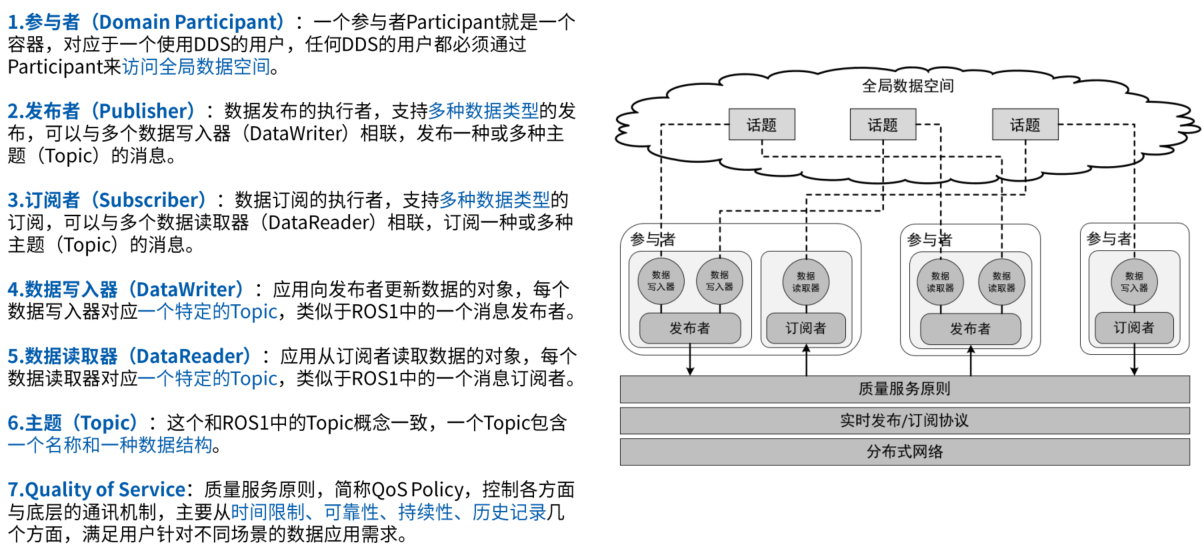 1.参与者（Domain Participant）：一个参与者Participant就是一个
容器，对应于一个使用DDS的用户，任何DDS的用户都必须通过
Participant来访问全局数据空间。
2.发布者（Publisher）：数据发布的执行者，支持多种数据类型的发
布，可以与多个数据写入器（DataWriter）相联，发布一种或多种主
题（Topic）的消息。
3.订阅者（Subscriber）：数据订阅的执行者，支持多种数据类型的
订阅，可以与多个数据读取器（DataReader）相联，订阅一种或多种
主题（Topic）的消息。
4.数据写入器（DataWriter）：应用向发布者更新数据的对象，每个
数据写入器对应一个特定的Topic，类似于ROS1中的一个消息发布者。
5.数据读取器（DataReader）：应用从订阅者读取数据的对象，每个
数据读取器对应一个特定的Topic，类似于ROS1中的一个消息订阅者。
6.主题（Topic）：这个和ROS1中的Topic概念一致，一个Topic包含
一个名称和一种数据结构。
7.Quality of Service：质量服务原则，简称QoS Policy，控制各方面
与底层的通讯机制，主要从时间限制、可靠性、持续性、历史记录几
个方面，满足用户针对不同场景的数据应用需求。
全局数据空间
话题
话题
话题
参与者
参与者
参与者
数据
写入器
数据
写入器
数据
读取器
数据
读取器
数据
读取器
数据
写入器
发布者
订阅者
发布者
订阅者
质量服务原则
实时发布/订阅协议
分布式网络